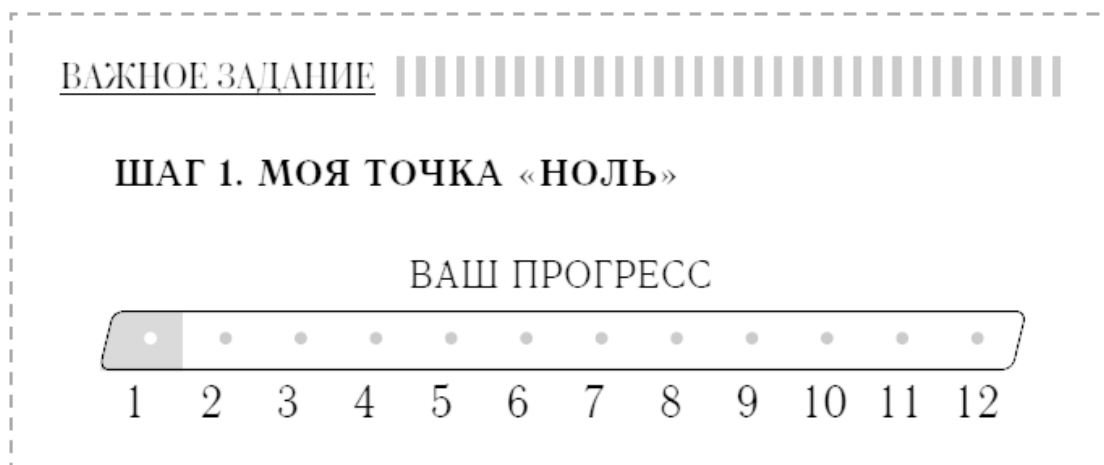 ВАЖНОЕ ЗАДАНИЕ
ШАГ 1. МОЯ ТОЧКА «НОЛЬ»
ВАШ ПРОГРЕСС
1 2 3 4 5 6 7 8 9 10 11 12